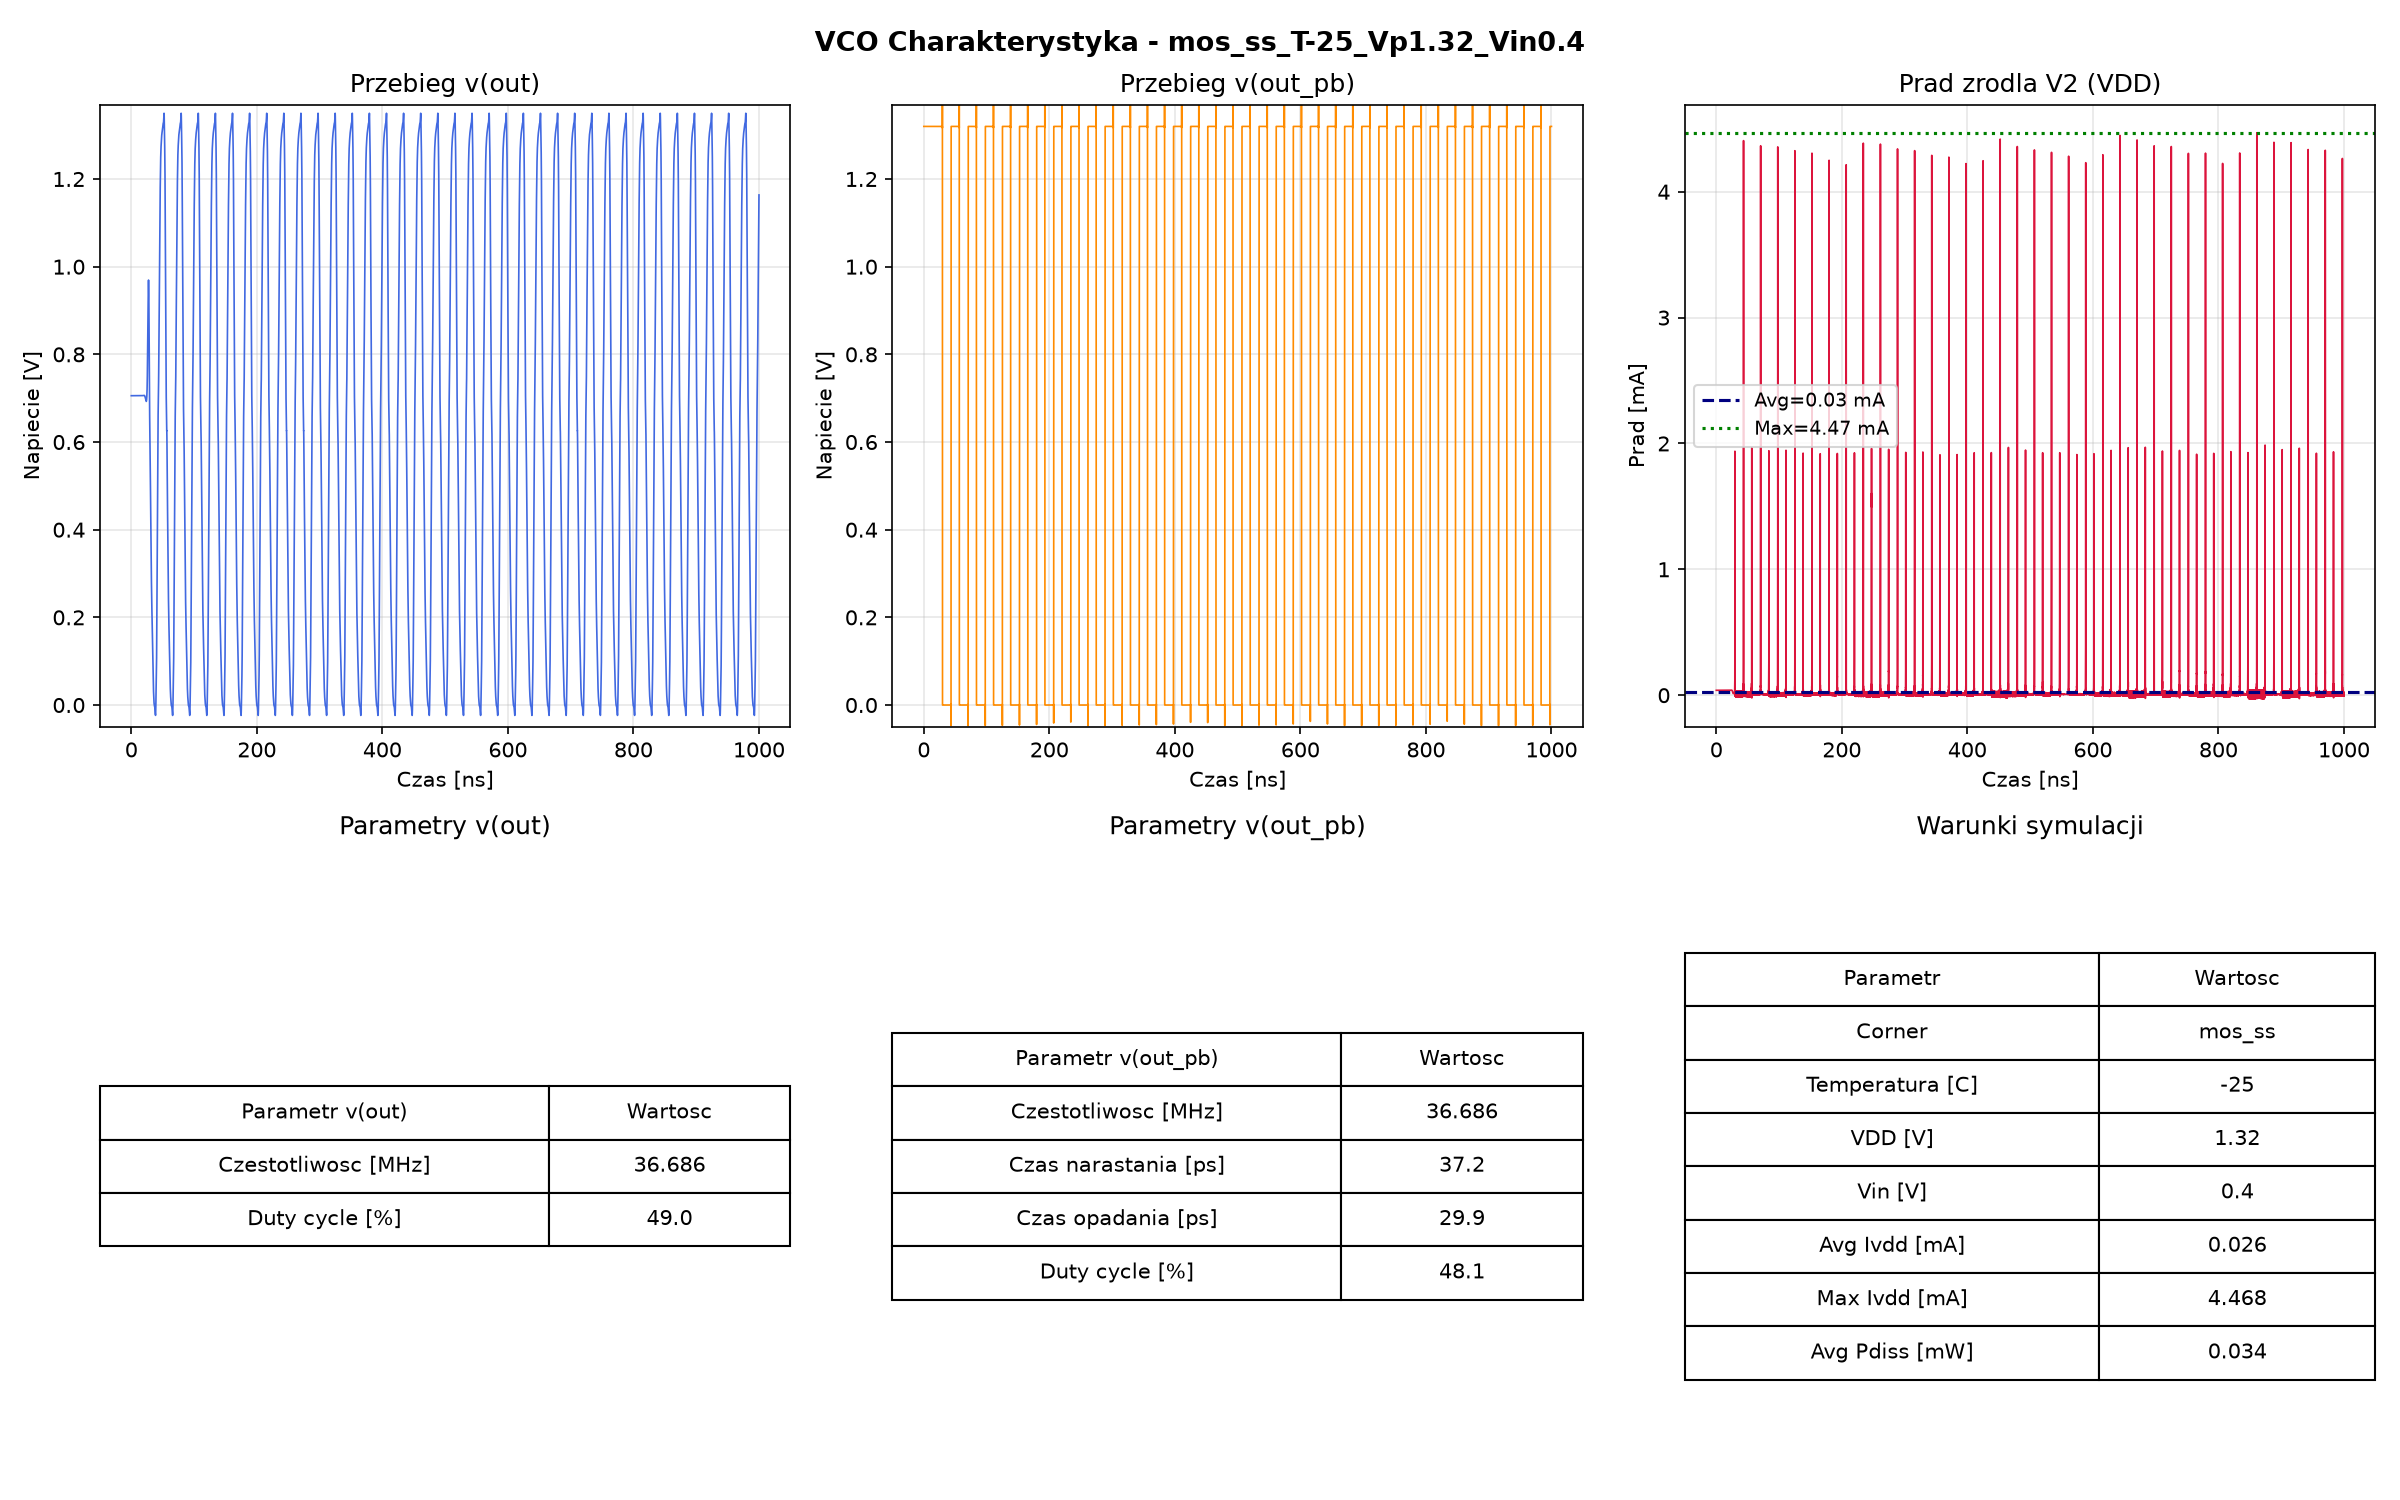 VCO Charakterystyka - mos_ss_T-25_Vp1.32_Vin0.4
Przebieg v(out)
Napiecie [V]
1.2
1.0
0.8
0.6
0.4
0.2
0.0
0 200 400 600 800 1000
Czas [ns]
Przebieg v(out_pb)
Napiecie [V]
1.2
1.0
0.8
0.6
0.4
0.2
0.0
0 200 400 600 800 1000
Czas [ns]
Prad zrodla V2 (VDD)
Prad [mA]
4
3
2
1
0
Avg=0.03 mA
Max=4.47 mA
0 200 400 600 800 1000
Czas [ns]
Parametry v(out)
Parametr v(out) Wartosc
Czestotliwosc [MHz] 36.686
Duty cycle [%] 49.0
Parametry v(out_pb)
Parametr v(out_pb) Wartosc
Czestotliwosc [MHz] 36.686
Czas narastania [ps] 37.2
Czas opadania [ps] 29.9
Duty cycle [%] 48.1
Warunki symulacji
Parametr Wartosc
Corner mos_ss
Temperatura [C] -25
VDD [V] 1.32
Vin [V] 0.4
Avg Ivdd [mA] 0.026
Max Ivdd [mA] 4.468
Avg Pdiss [mW] 0.034